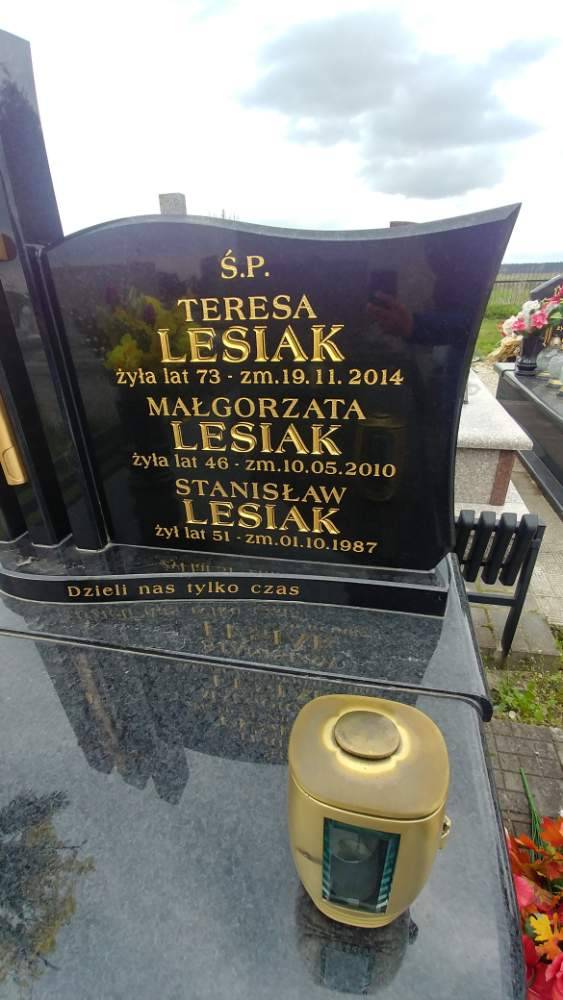 Ś.P.
TERESA
LESIAK
żyła lat 73 - zm.19.11.2014
MAŁGORZATA
LESIAK
żyła lat 46 - zm.10.05.2010
STANISŁAW
LESIAK
żył lat 51 - zm.01.10.1987
Dzieli nas tylko czas